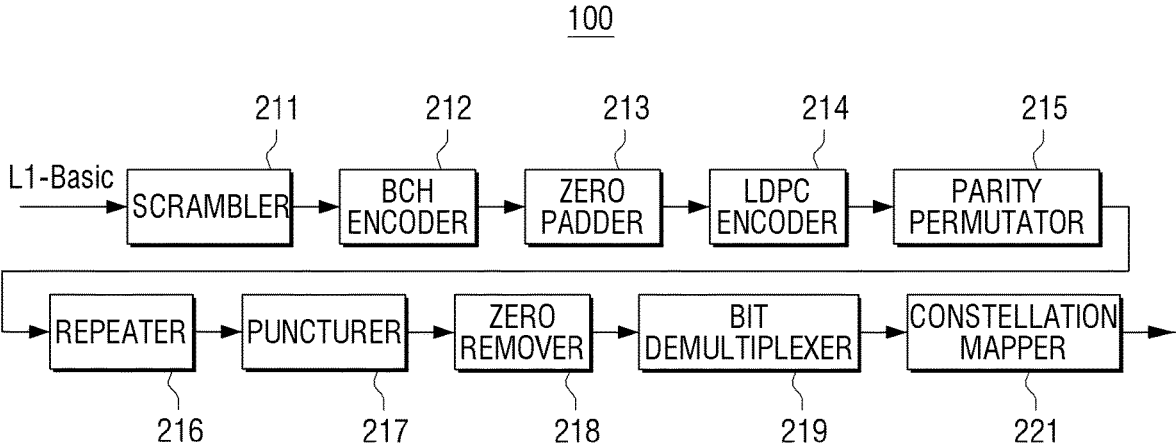 100
211
212
213
214
215
L1-Basic
SCRAMBLER
BCH
ENCODER
ZERO
PADDER
LDPC
ENCODER
PARITY
PERMUTATOR
REPEATER
PUNCTURER
ZERO
REMOVER
BIT
DEMULTIPLEXER
CONSTELLATION
MAPPER
216
217
218
219
221